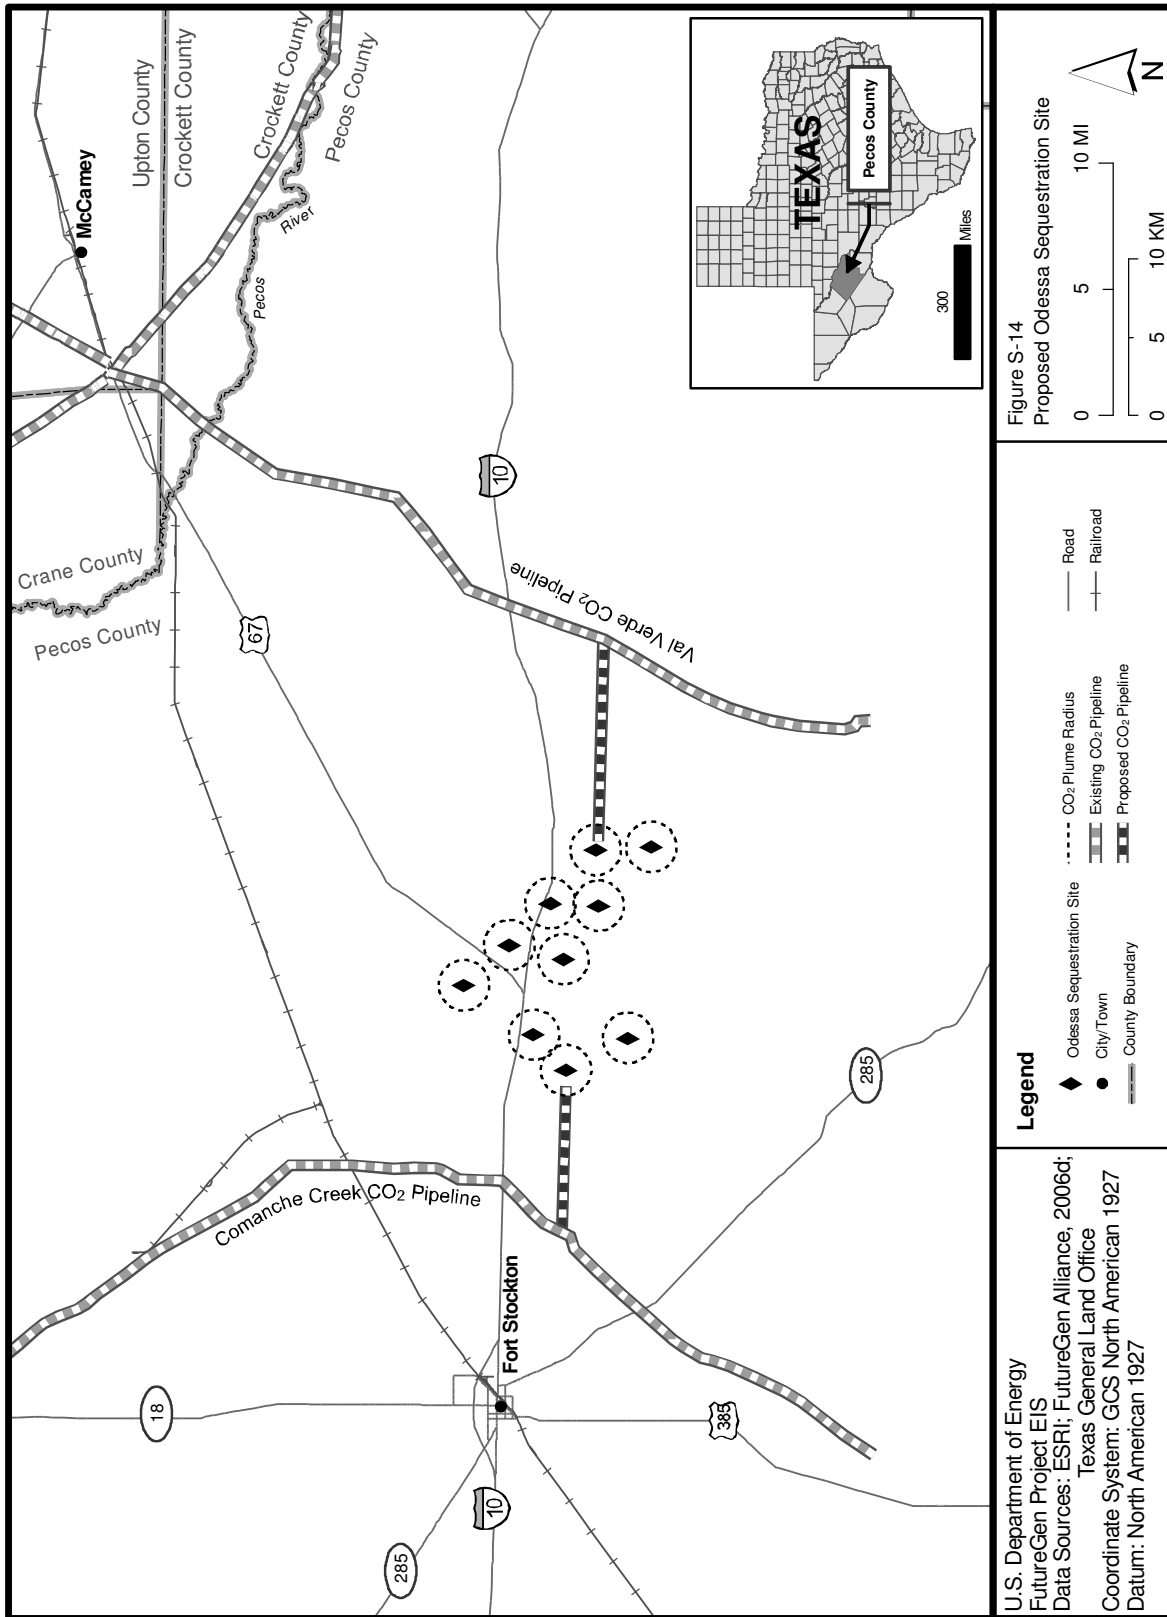 Upton County
Crockett County
McCamey
Crockett County
Pecos County
River
Pecos
Crane County
Pecos County
67
10
Val Verde CO2 Pipeline
Comanche Creek CO2 Pipeline
Fort Stockton
18
285
10
385
285
TEXAS
Pecos County
300
Miles
U.S. Department of Energy
FutureGen Project EIS
Data Sources: ESRI; FutureGen Alliance, 2006d;
Texas General Land Office
Coordinate System: GCS North American 1927
Datum: North American 1927
Legend
Odessa Sequestration Site
City/Town
County Boundary
CO2 Plume Radius
Existing CO2 Pipeline
Proposed CO2 Pipeline
Road
Railroad
Figure S-14
Proposed Odessa Sequestration Site
0 5 10 MI
0 5 10 KM
N